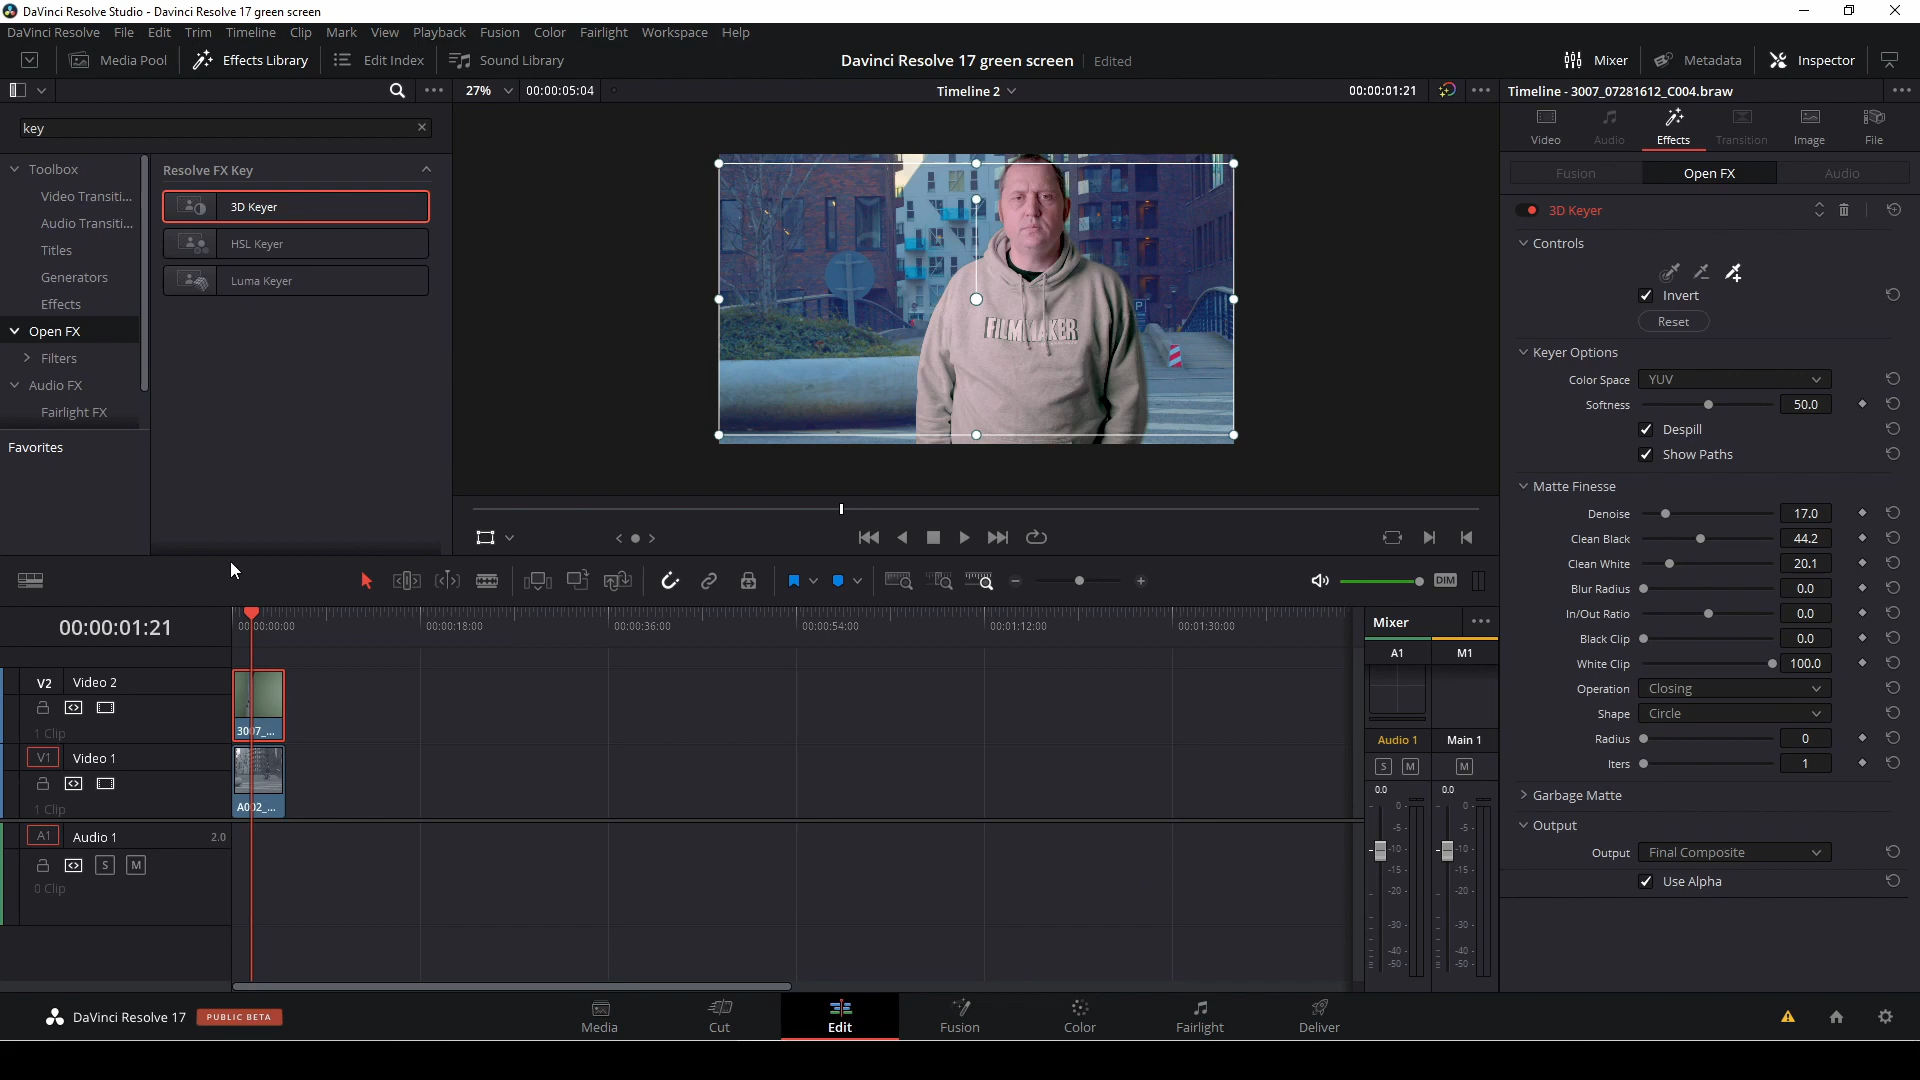 DaVinci Resolve Studio - Davinci Resolve 17 green screen
DaVinci Resolve File Edit Trim Timeline Clip Mark View Playback Fusion Color Fairlight Workspace Help
Media Pool Effects Library Edit Index Sound Library Davinci Resolve 17 green screen Edited Mixer Metadata Inspector
27% 00:00:05:04 Timeline 2 00:00:01:21 Timeline - 3007_07281612_C004.braw
key
Video Audio Effects Transition Image File
Toolbox
Video Transiti...
Audio Transiti...
Titles
Generators
Effects
Open FX
Filters
Audio FX
Fairlight FX
Favorites
Resolve FX Key
3D Keyer
HSL Keyer
Luma Keyer
FILMMAKER
P
Fusion Open FX Audio
3D Keyer
Controls
Invert
Reset
Keyer Options
Color Space YUV
Softness 50.0
Despill
Show Paths
Matte Finesse
Denoise 17.0
Clean Black 44.2
Clean White 20.1
Blur Radius 0.0
In/Out Ratio 0.0
Black Clip 0.0
White Clip 100.0
Operation Closing
Shape Circle
Radius 0
Iters 1
Garbage Matte
Output
Output Final Composite
Use Alpha
DIM
00:00:01:21
00:00:00:00 00:00:18:00 00:00:36:00 00:00:54:00 00:01:12:00 00:01:30:00
V2 Video 2
1 Clip
3007_...
V1 Video 1
1 Clip
A002_...
A1 Audio 1 2.0
S M
0 Clip
Mixer
A1 M1
Audio 1 Main 1
S M M
0.0 0.0
0 0
-5 -5
-10 -10
-15 -15
-20 -20
-30 -30
-40 -40
-50 -50
DaVinci Resolve 17 PUBLIC BETA
Media Cut Edit Fusion Color Fairlight Deliver